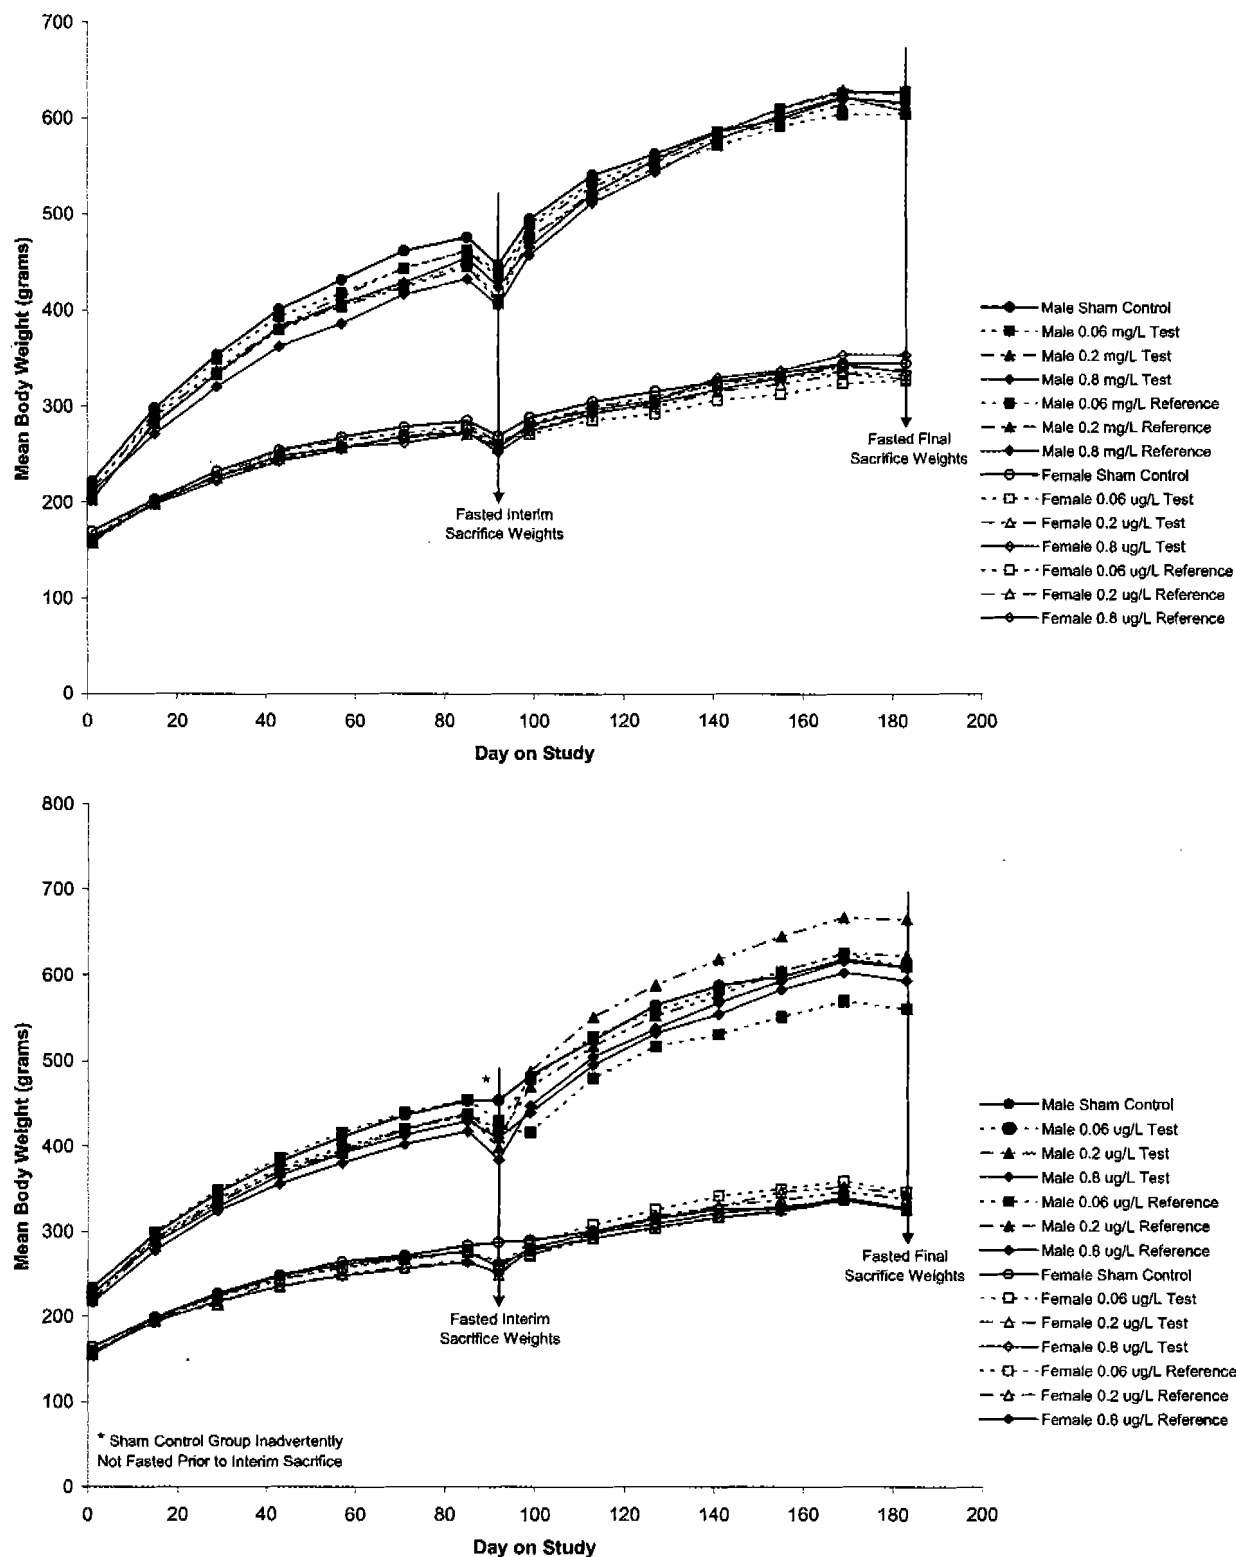 700
600
500
400
300
200
100
0
Mean Body Weight (grams)
Fasted Interim
Sacrifice Weights
Fasted Final
Sacrifice Weights
Male Sham Control
Male 0.06 mg/L Test
Male 0.2 mg/L Test
Male 0.8 mg/L Test
Male 0.06 mg/L Reference
Male 0.2 mg/L Reference
Male 0.8 mg/L Reference
Female Sham Control
Female 0.06 ug/L Test
Female 0.2 ug/L Test
Female 0.8 ug/L Test
Female 0.06 ug/L Reference
Female 0.2 ug/L Reference
Female 0.8 ug/L Reference
0 20 40 60 80 100 120 140 160 180 200
Day on Study
800
700
600
500
400
300
200
100
0
Mean Body Weight (grams)
*
Fasted Interim
Sacrifice Weights
Fasted Final
Sacrifice Weights
* Sham Control Group Inadvertently
Not Fasted Prior to Interim Sacrifice
Male Sham Control
Male 0.06 ug/L Test
Male 0.2 ug/L Test
Male 0.8 ug/L Test
Male 0.06 ug/L Reference
Male 0.2 ug/L Reference
Male 0.8 ug/L Reference
Female Sham Control
Female 0.06 ug/L Test
Female 0.2 ug/L Test
Female 0.8 ug/L Test
Female 0.06 ug/L Reference
Female 0.2 ug/L Reference
Female 0.8 ug/L Reference
0 20 40 60 80 100 120 140 160 180 200
Day on Study